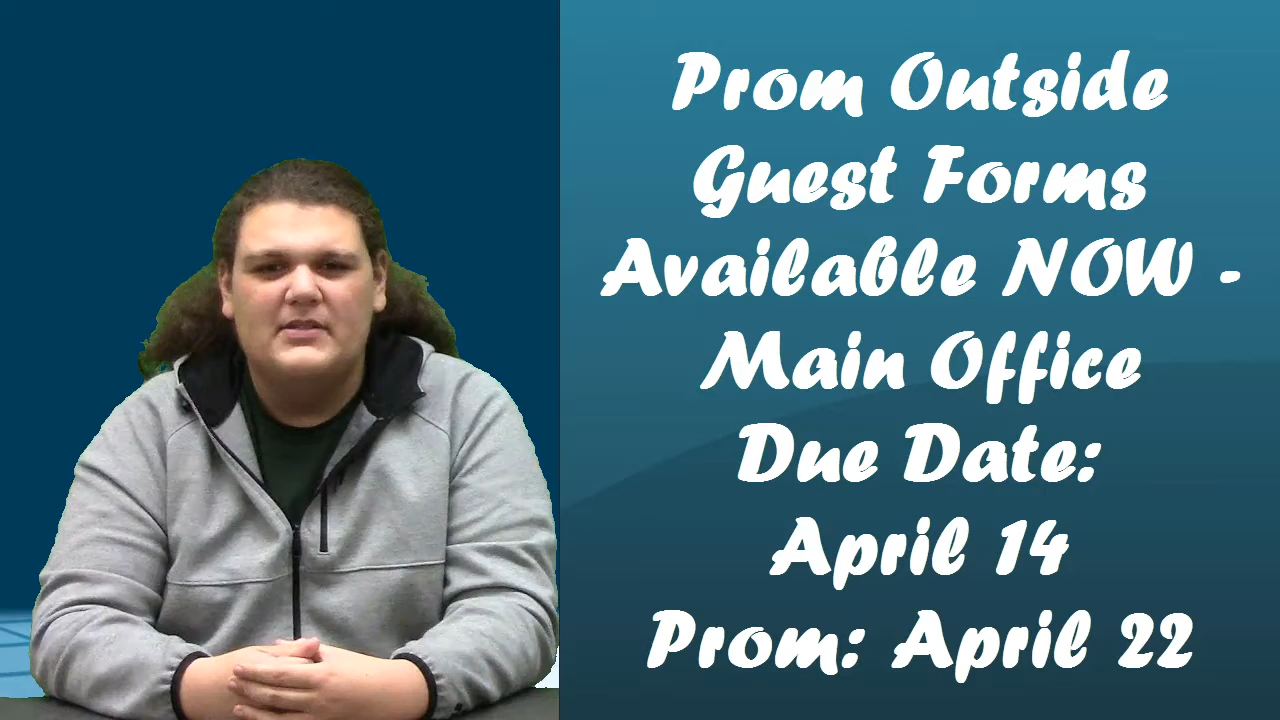 Prom Outside
Guest Forms
Available NOW -
Main Office
Due Date:
April 14
Prom: April 22